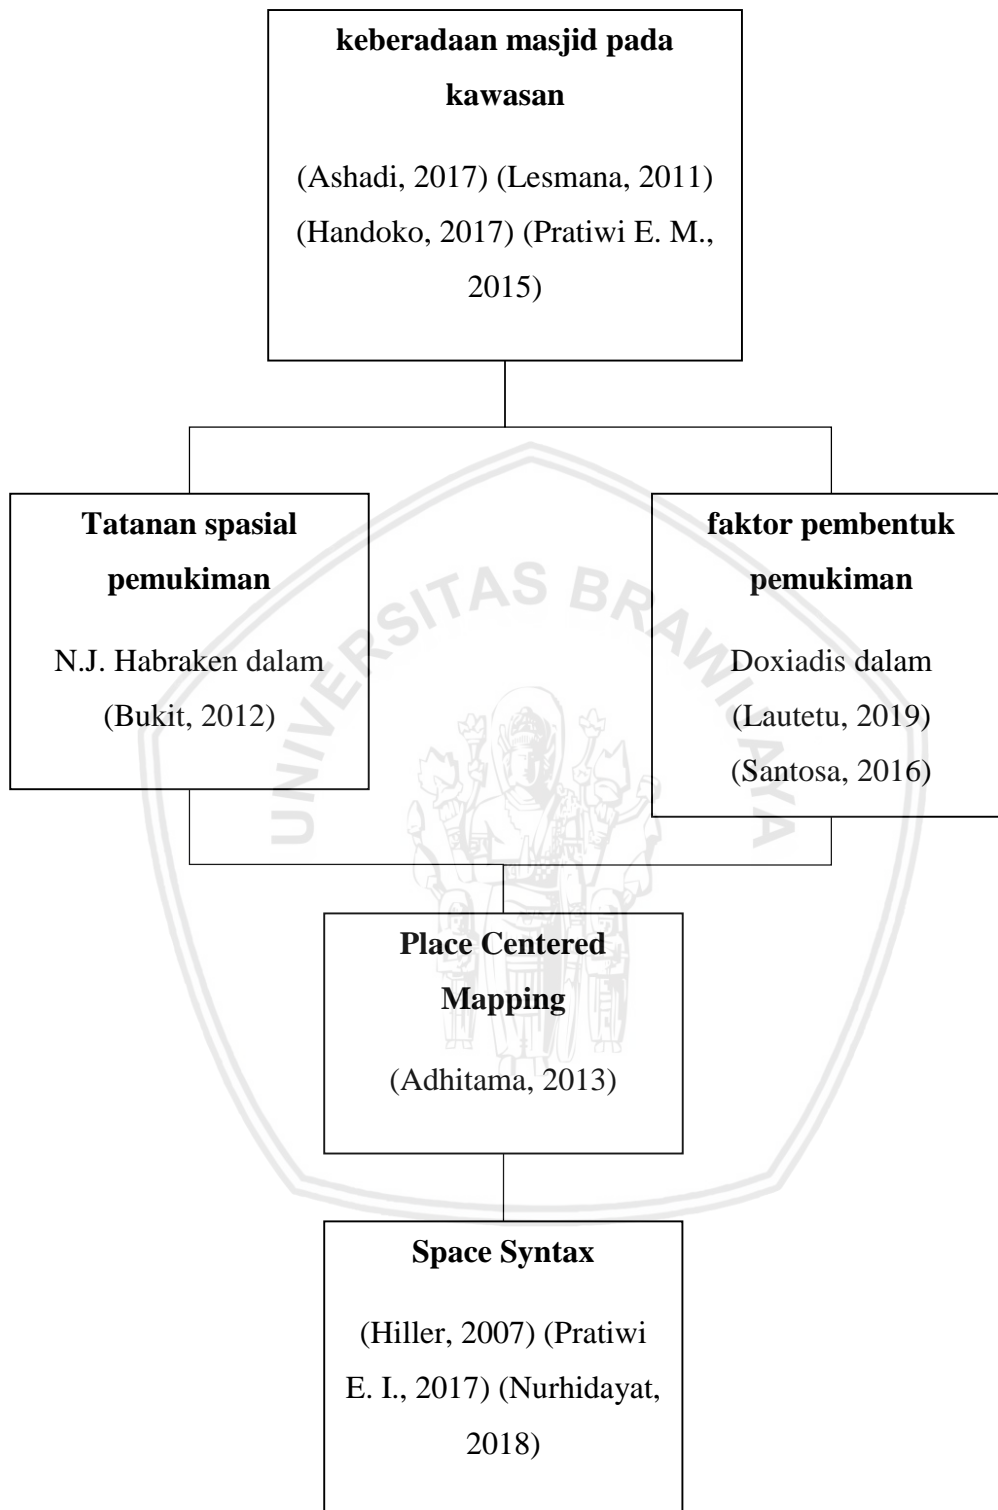 keberadaan masjid pada
kawasan
(Ashadi, 2017) (Lesmana, 2011)
(Handoko, 2017) (Pratiwi E. M.,
2015)
Tatanan spasial
pemukiman
N.J. Habraken dalam
(Bukit, 2012)
faktor pembentuk
pemukiman
Doxiadis dalam
(Lautetu, 2019)
(Santosa, 2016)
UNIVERSITAS BRAWIJAYA
Place Centered
Mapping
(Adhitama, 2013)
Space Syntax
(Hiller, 2007) (Pratiwi
E. I., 2017) (Nurhidayat,
2018)